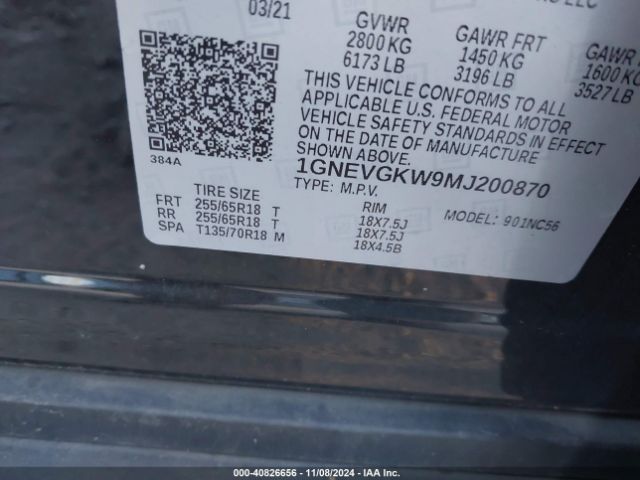 LLC
03/21
GVWR GAWR FRT GAWR
2800 KG 1450 KG 1600 KG
6173 LB 3196 LB 3527 LB
THIS VEHICLE CONFORMS TO ALL
APPLICABLE U.S. FEDERAL MOTOR
VEHICLE SAFETY STANDARDS IN EFFECT
ON THE DATE OF MANUFACTURE
SHOWN ABOVE.
384A
1GNEVGKW9MJ200870
TYPE: M.P.V.
TIRE SIZE RIM MODEL: 901NC56
FRT 255/65R18 T 18X7.5J
RR 255/65R18 T 18X7.5J
SPA T135/70R18 M 18X4.5B
000-40826656 - 11/08/2024 - IAA Inc.